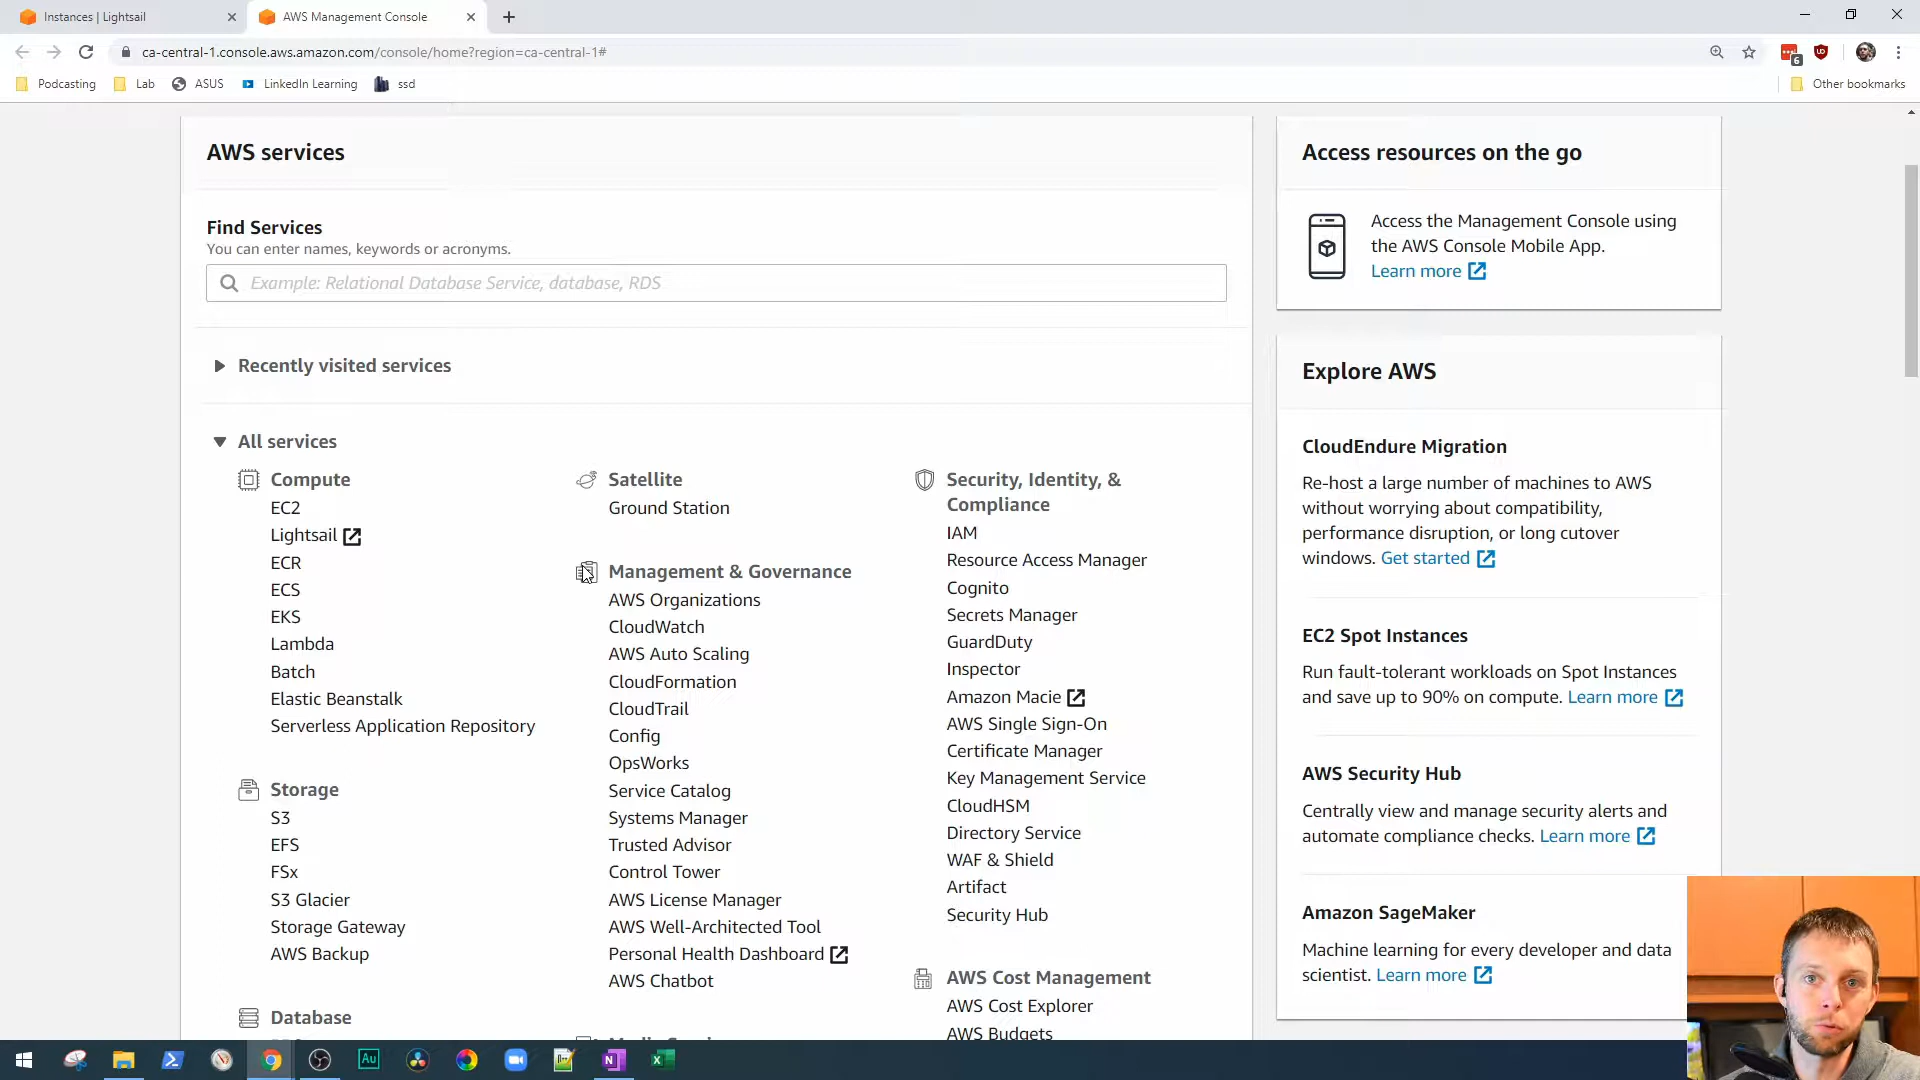 Instances | Lightsail
AWS Management Console
ca-central-1.console.aws.amazon.com/console/home?region=ca-central-1#
6
Podcasting
Lab
ASUS
LinkedIn Learning
ssd
Other bookmarks
AWS services
Find Services
You can enter names, keywords or acronyms.
Example: Relational Database Service, database, RDS
Recently visited services
All services
Compute
EC2
Lightsail
ECR
ECS
EKS
Lambda
Batch
Elastic Beanstalk
Serverless Application Repository
Storage
S3
EFS
FSx
S3 Glacier
Storage Gateway
AWS Backup
Database
Satellite
Ground Station
Management & Governance
AWS Organizations
CloudWatch
AWS Auto Scaling
CloudFormation
CloudTrail
Config
OpsWorks
Service Catalog
Systems Manager
Trusted Advisor
Control Tower
AWS License Manager
AWS Well-Architected Tool
Personal Health Dashboard
AWS Chatbot
Security, Identity, &
Compliance
IAM
Resource Access Manager
Cognito
Secrets Manager
GuardDuty
Inspector
Amazon Macie
AWS Single Sign-On
Certificate Manager
Key Management Service
CloudHSM
Directory Service
WAF & Shield
Artifact
Security Hub
AWS Cost Management
AWS Cost Explorer
AWS Budgets
Access resources on the go
Access the Management Console using
the AWS Console Mobile App.
Learn more
Explore AWS
CloudEndure Migration
Re-host a large number of machines to AWS
without worrying about compatibility,
performance disruption, or long cutover
windows. Get started
EC2 Spot Instances
Run fault-tolerant workloads on Spot Instances
and save up to 90% on compute. Learn more
AWS Security Hub
Centrally view and manage security alerts and
automate compliance checks. Learn more
Amazon SageMaker
Machine learning for every developer and data
scientist. Learn more
Au